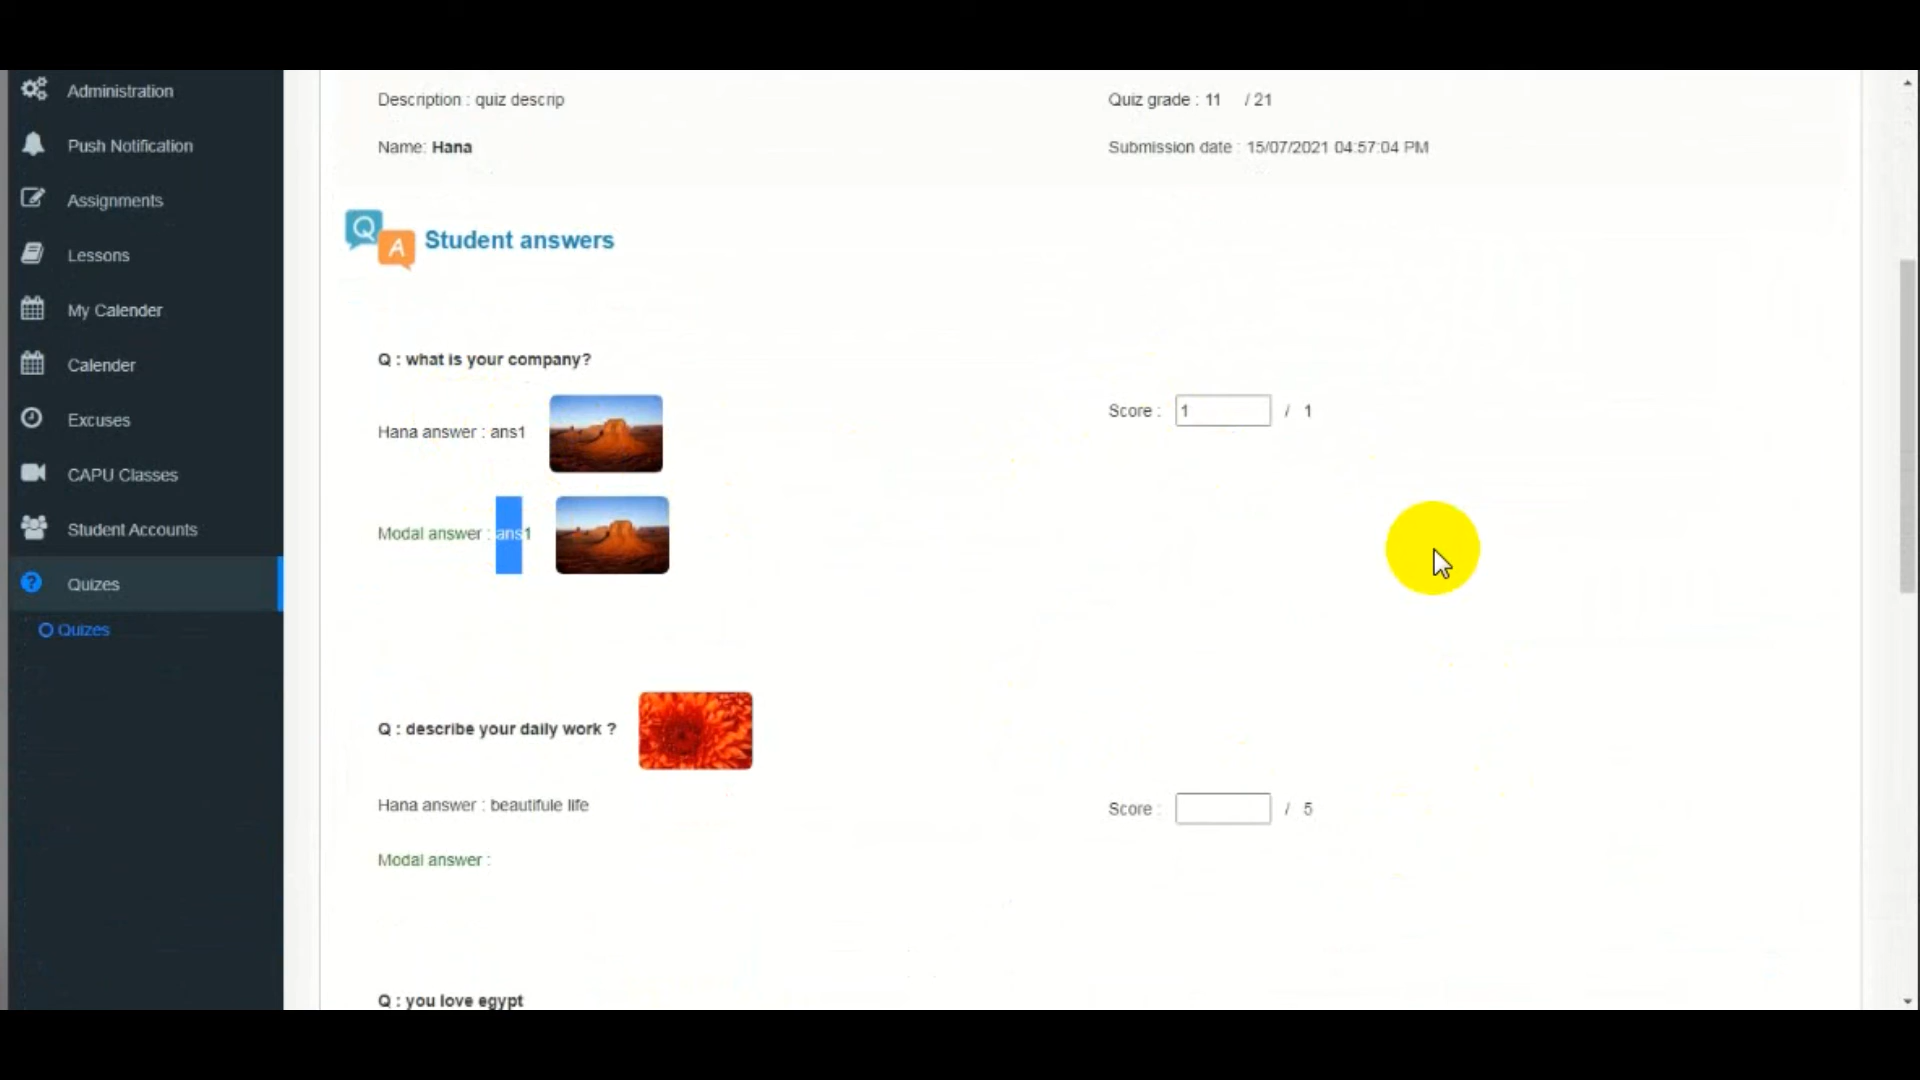 Administration
Push Notification
Assignments
Lessons
My Calender
Calender
Excuses
CAPU Classes
Student Accounts
Quizes
Quizes
Description : quiz descrip
Quiz grade : 11 / 21
Name: Hana
Submission date : 15/07/2021 04:57:04 PM
Q A Student answers
Q : what is your company?
Hana answer : ans1
Score : 1 / 1
Modal answer : ans1
Q : describe your daily work ?
Hana answer : beautifule life
Score : / 5
Modal answer :
Q : you love egypt